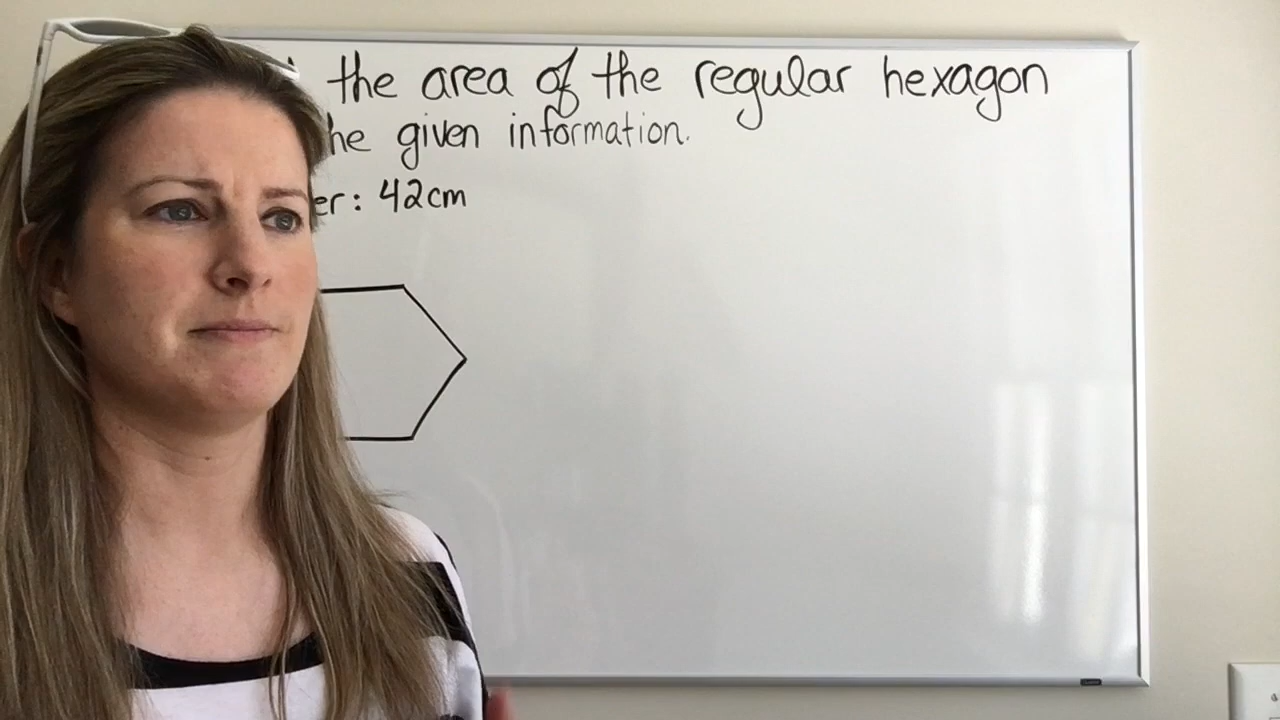 the area of the regular hexagon
he given information.
er: 42cm